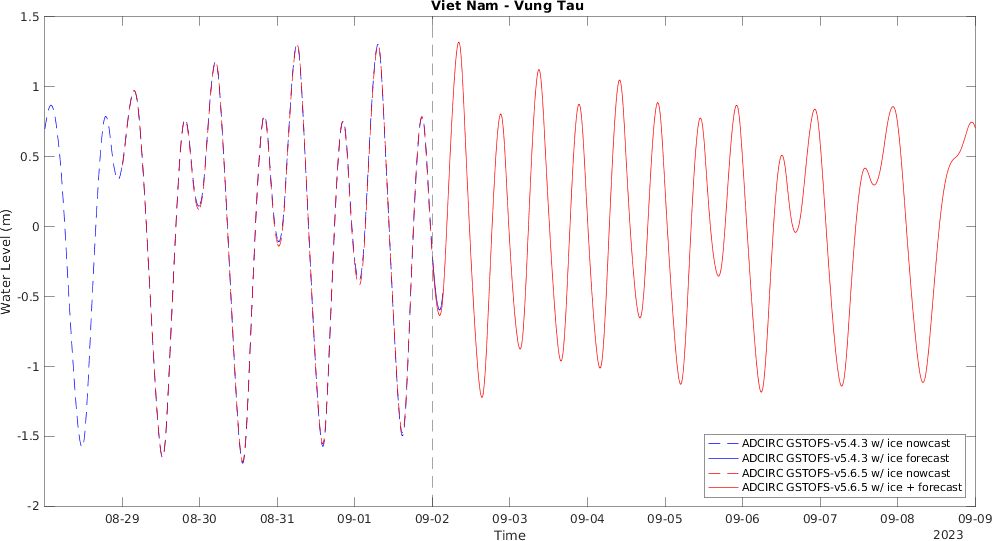 Viet Nam - Vung Tau
1.5
1
0.5
0
-0.5
-1
-1.5
-2
Water Level (m)
ADCIRC GSTOFS-v5.4.3 w/ ice nowcast
ADCIRC GSTOFS-v5.4.3 w/ ice forecast
ADCIRC GSTOFS-v5.6.5 w/ ice nowcast
ADCIRC GSTOFS-v5.6.5 w/ ice + forecast
08-29 08-30 08-31 09-01 09-02 09-03 09-04 09-05 09-06 09-07 09-08 09-09
Time 2023